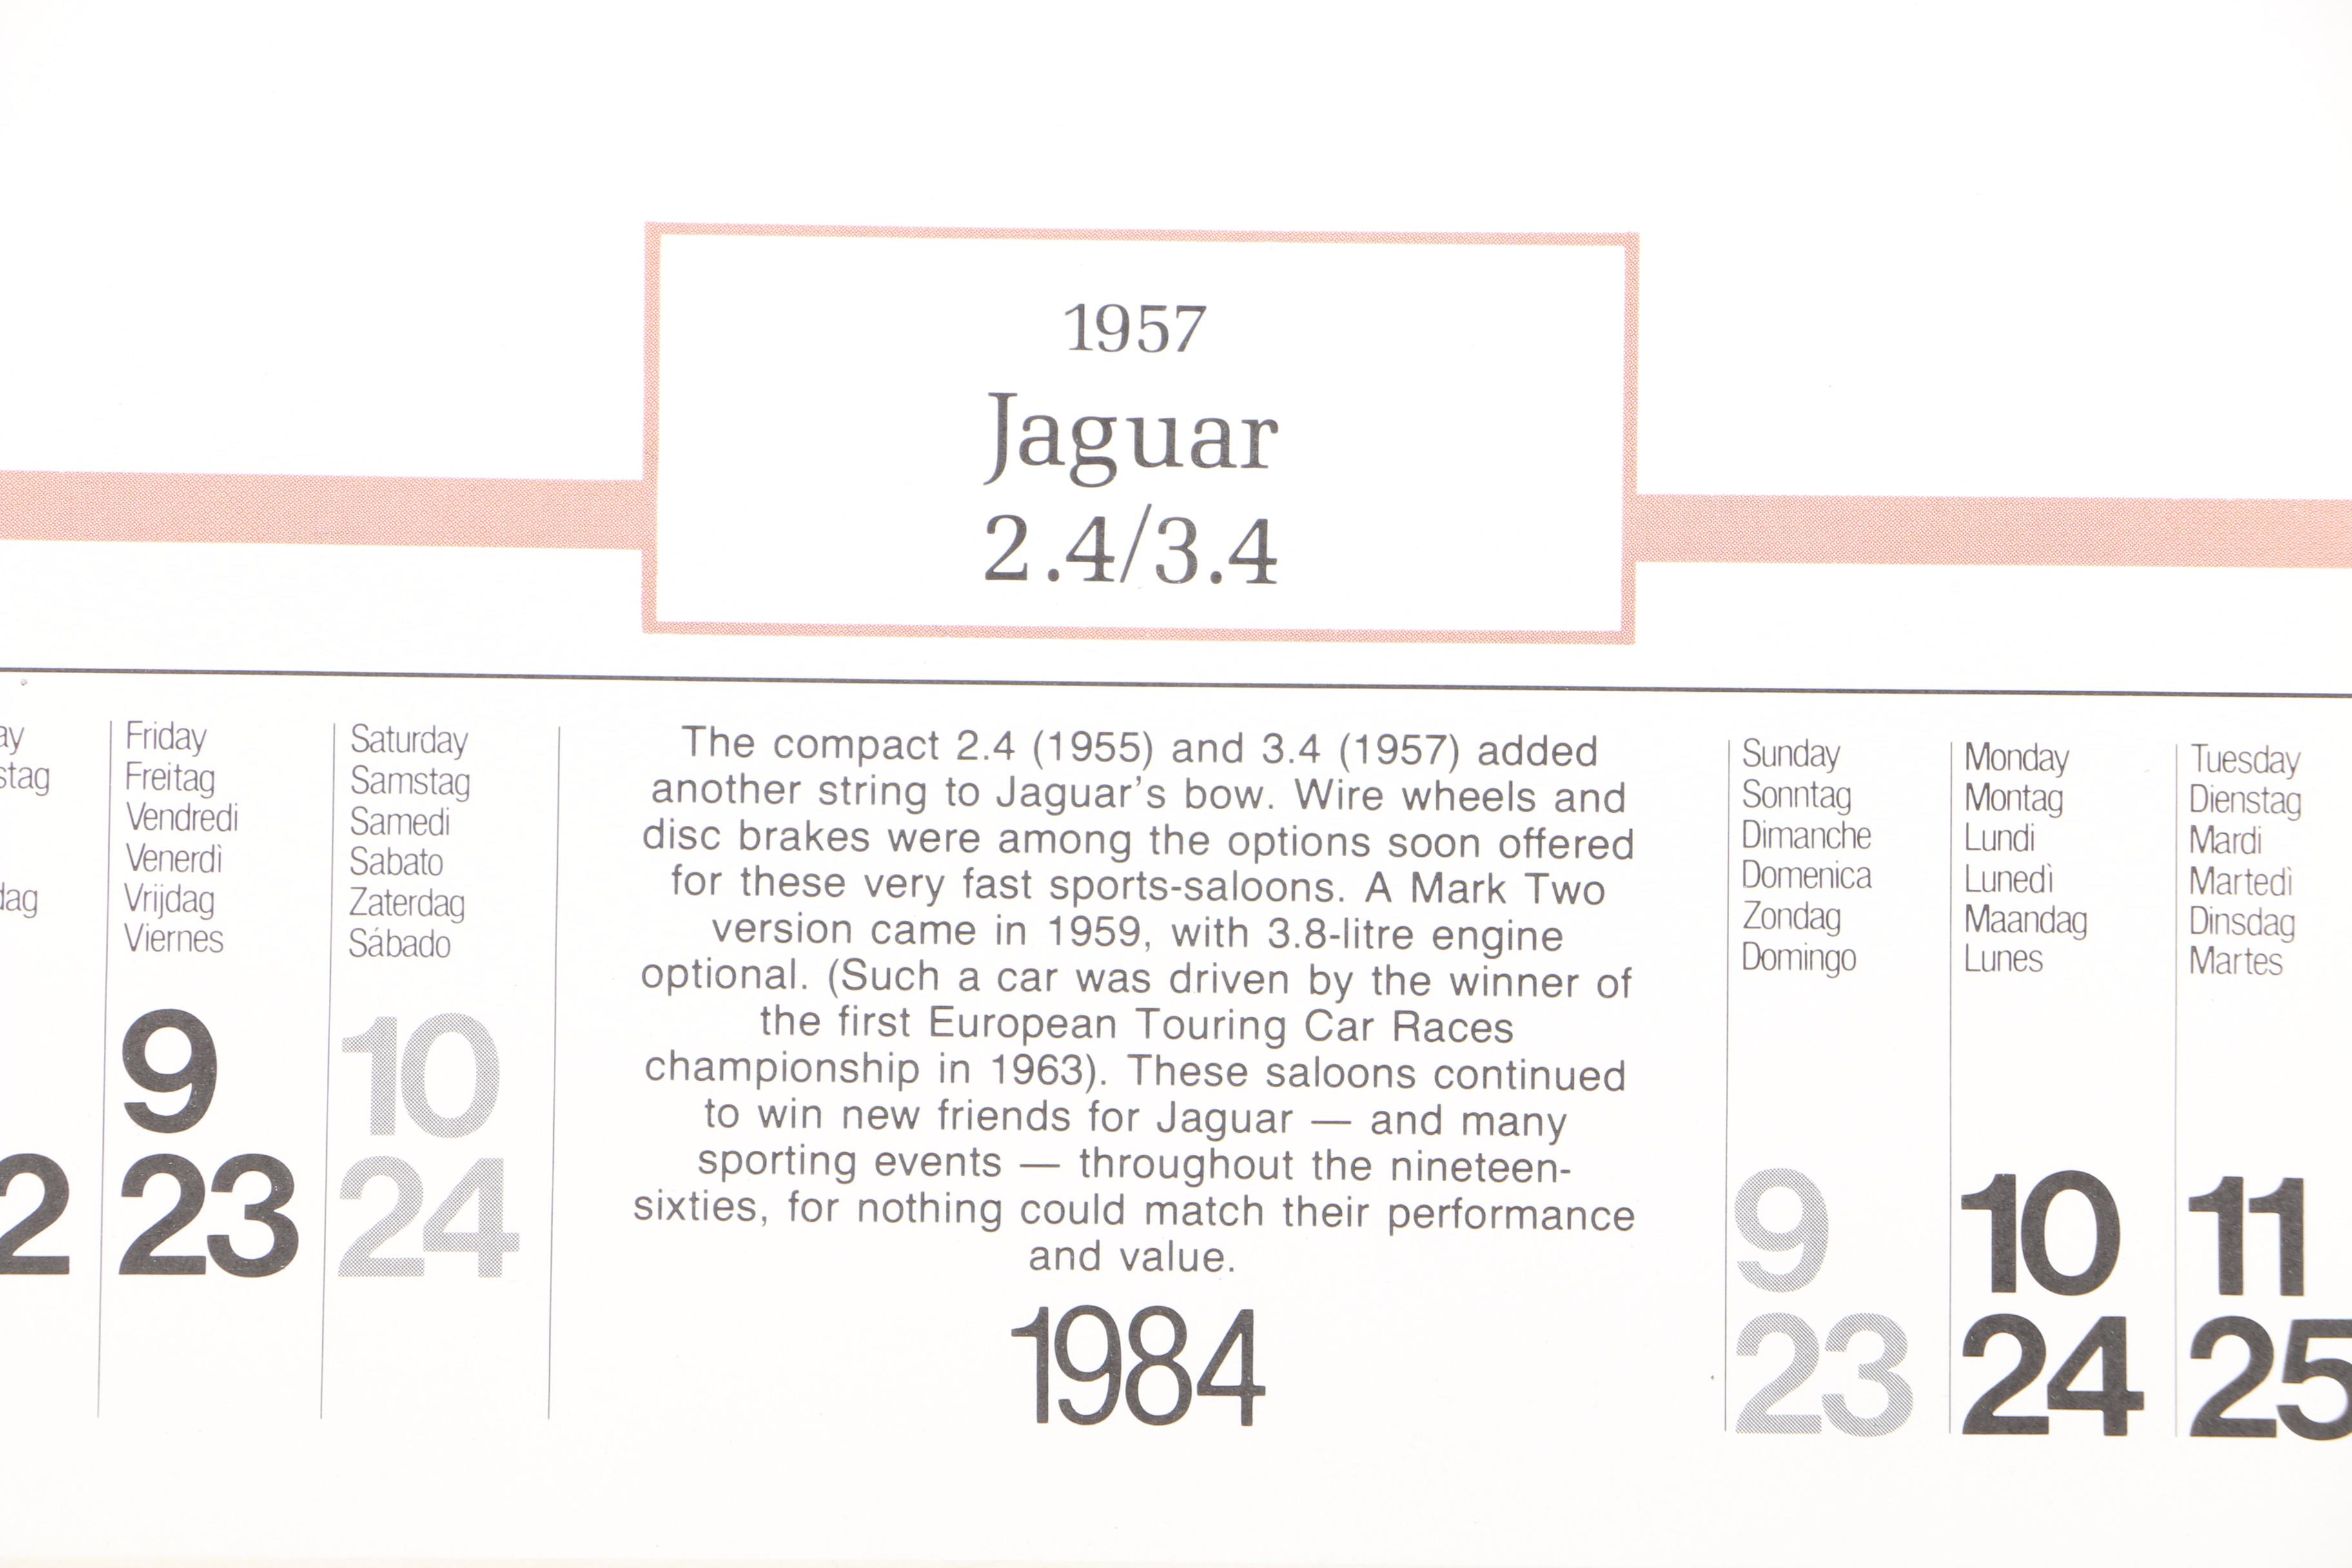 1957
Jaguar
2.4/3.4
Friday
Freitag
Vendredi
Venerdì
Vrijdag
Viernes
9
23
Saturday
Samstag
Samedi
Sabato
Zaterdag
Sábado
10
24
The compact 2.4 (1955) and 3.4 (1957) added
another string to Jaguar's bow. Wire wheels and
disc brakes were among the options soon offered
for these very fast sports-saloons. A Mark Two
version came in 1959, with 3.8-litre engine
optional. (Such a car was driven by the winner of
the first European Touring Car Races
championship in 1963). These saloons continued
to win new friends for Jaguar — and many
sporting events — throughout the nineteen-
sixties, for nothing could match their performance
and value.
1984
Sunday
Sonntag
Dimanche
Domenica
Zondag
Domingo
9
23
Monday
Montag
Lundi
Lunedì
Maandag
Lunes
10
24
Tuesday
Dienstag
Mardi
Martedì
Dinsdag
Martes
11
25